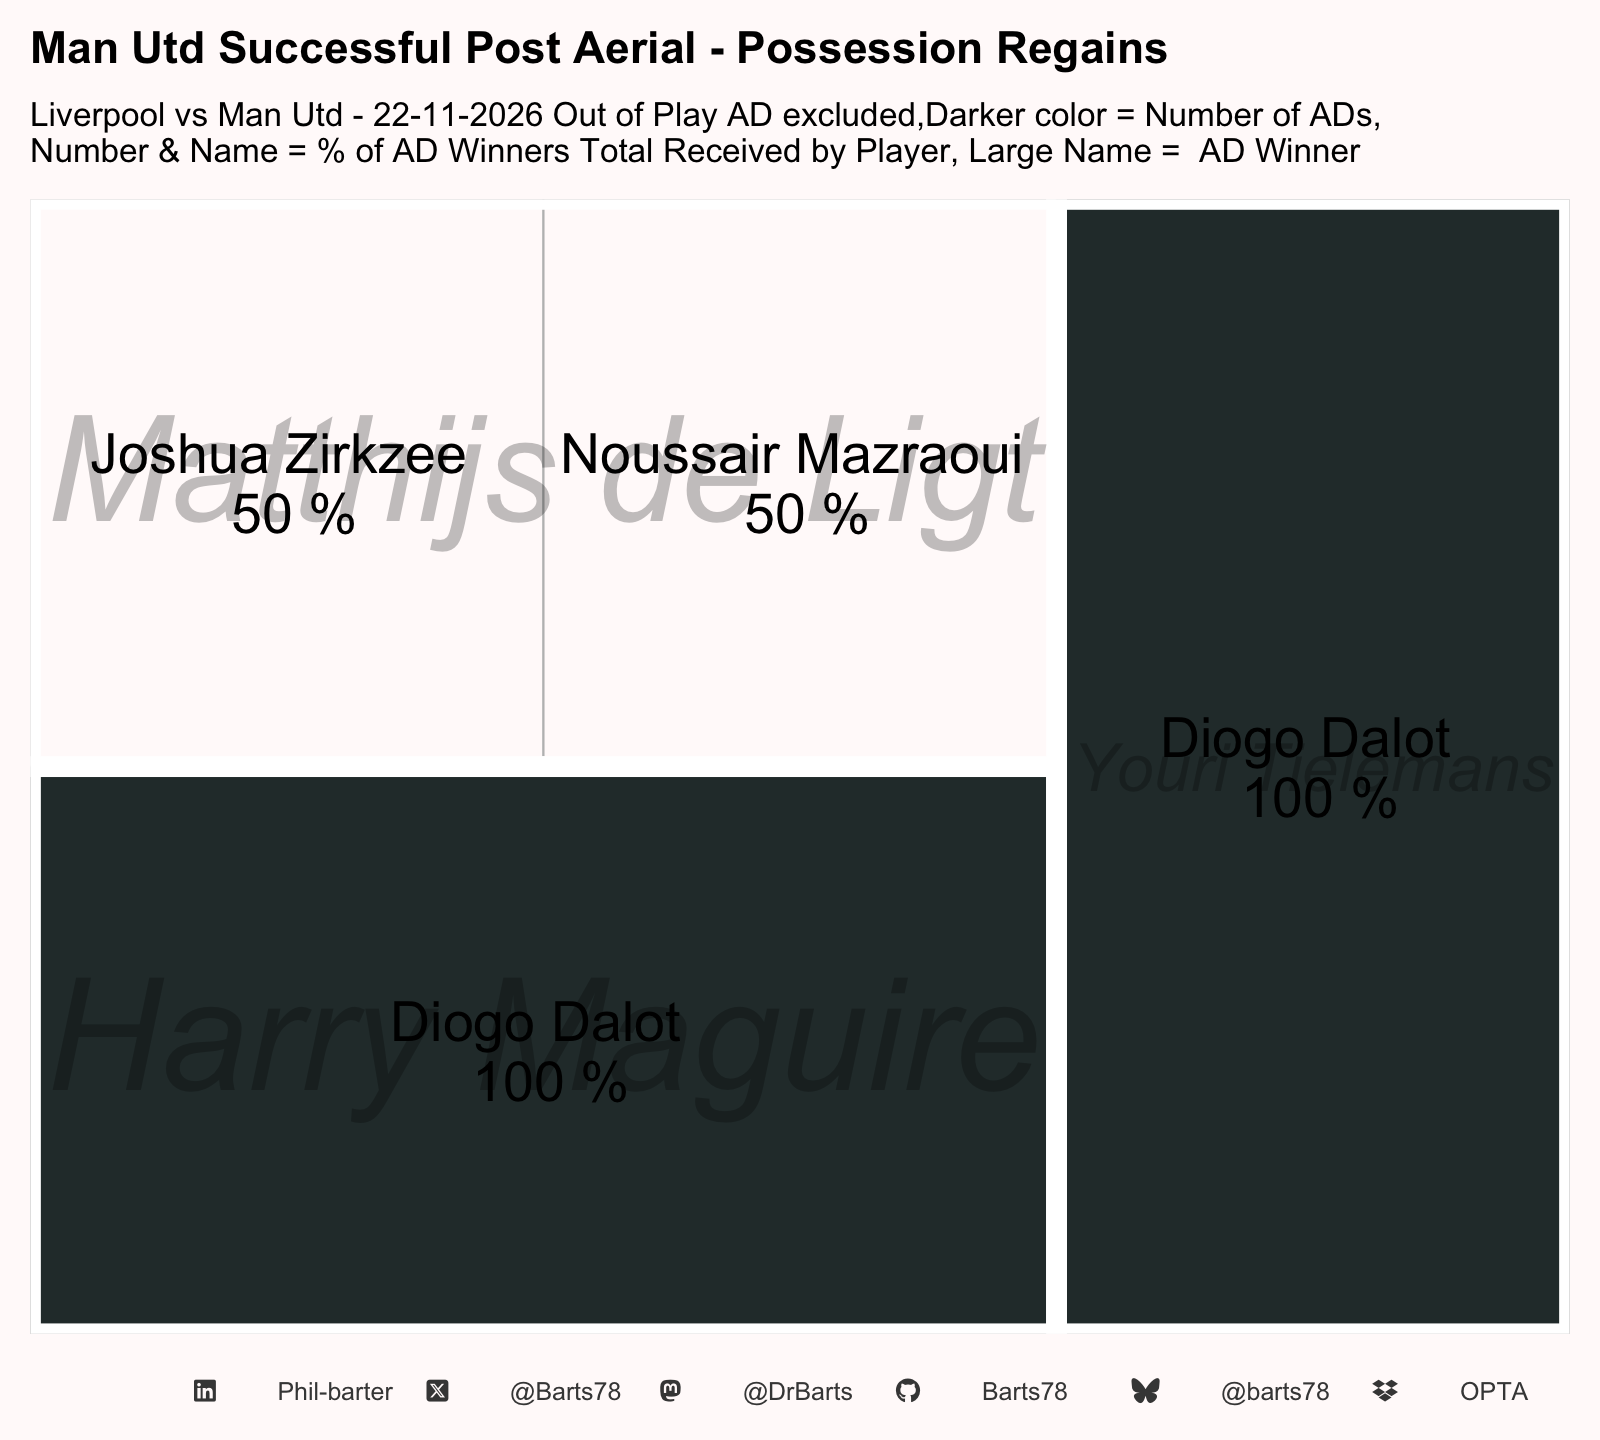 Man Utd Successful Post Aerial - Possession Regains
Liverpool vs Man Utd - 22-11-2026 Out of Play AD excluded,Darker color = Number of ADs,
Number & Name = % of AD Winners Total Received by Player, Large Name =  AD Winner
Matthijs de Ligt
Joshua Zirkzee
50 %
Noussair Mazraoui
50 %
Youri Tielemans
Diogo Dalot
100 %
Harry Maguire
Diogo Dalot
100 %
Phil-barter @Barts78 @DrBarts Barts78 @barts78 OPTA